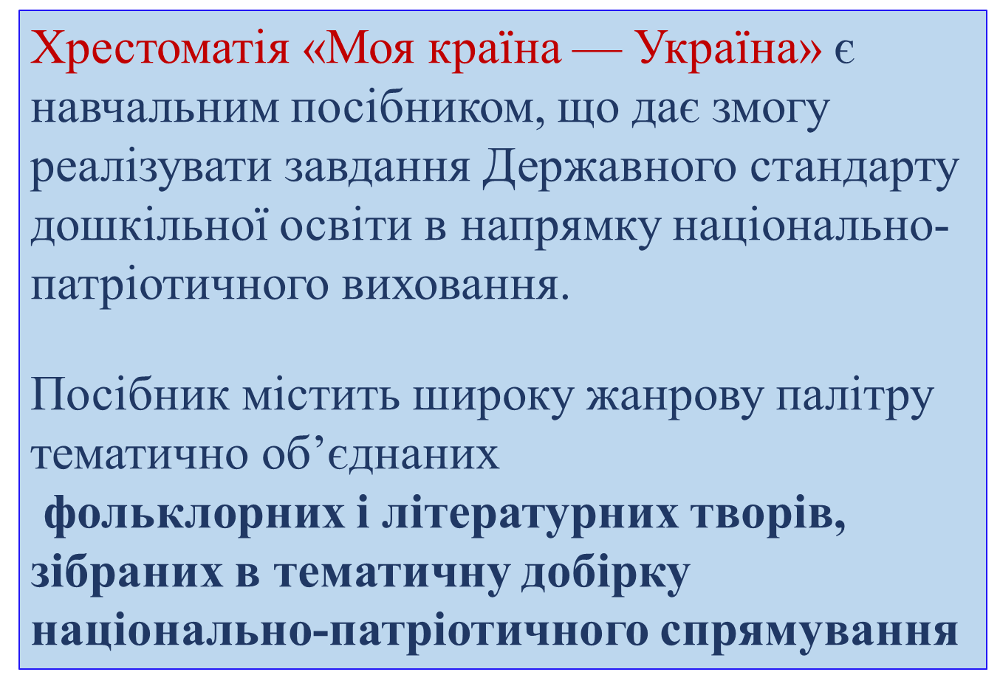 Хрестоматія «Моя країна — Україна» є
навчальним посібником, що дає змогу
реалізувати завдання Державного стандарту
дошкільної освіти в напрямку національно-
патріотичного виховання.
Посібник містить широку жанрову палітру
тематично об’єднаних
фольклорних і літературних творів,
зібраних в тематичну добірку
національно-патріотичного спрямування